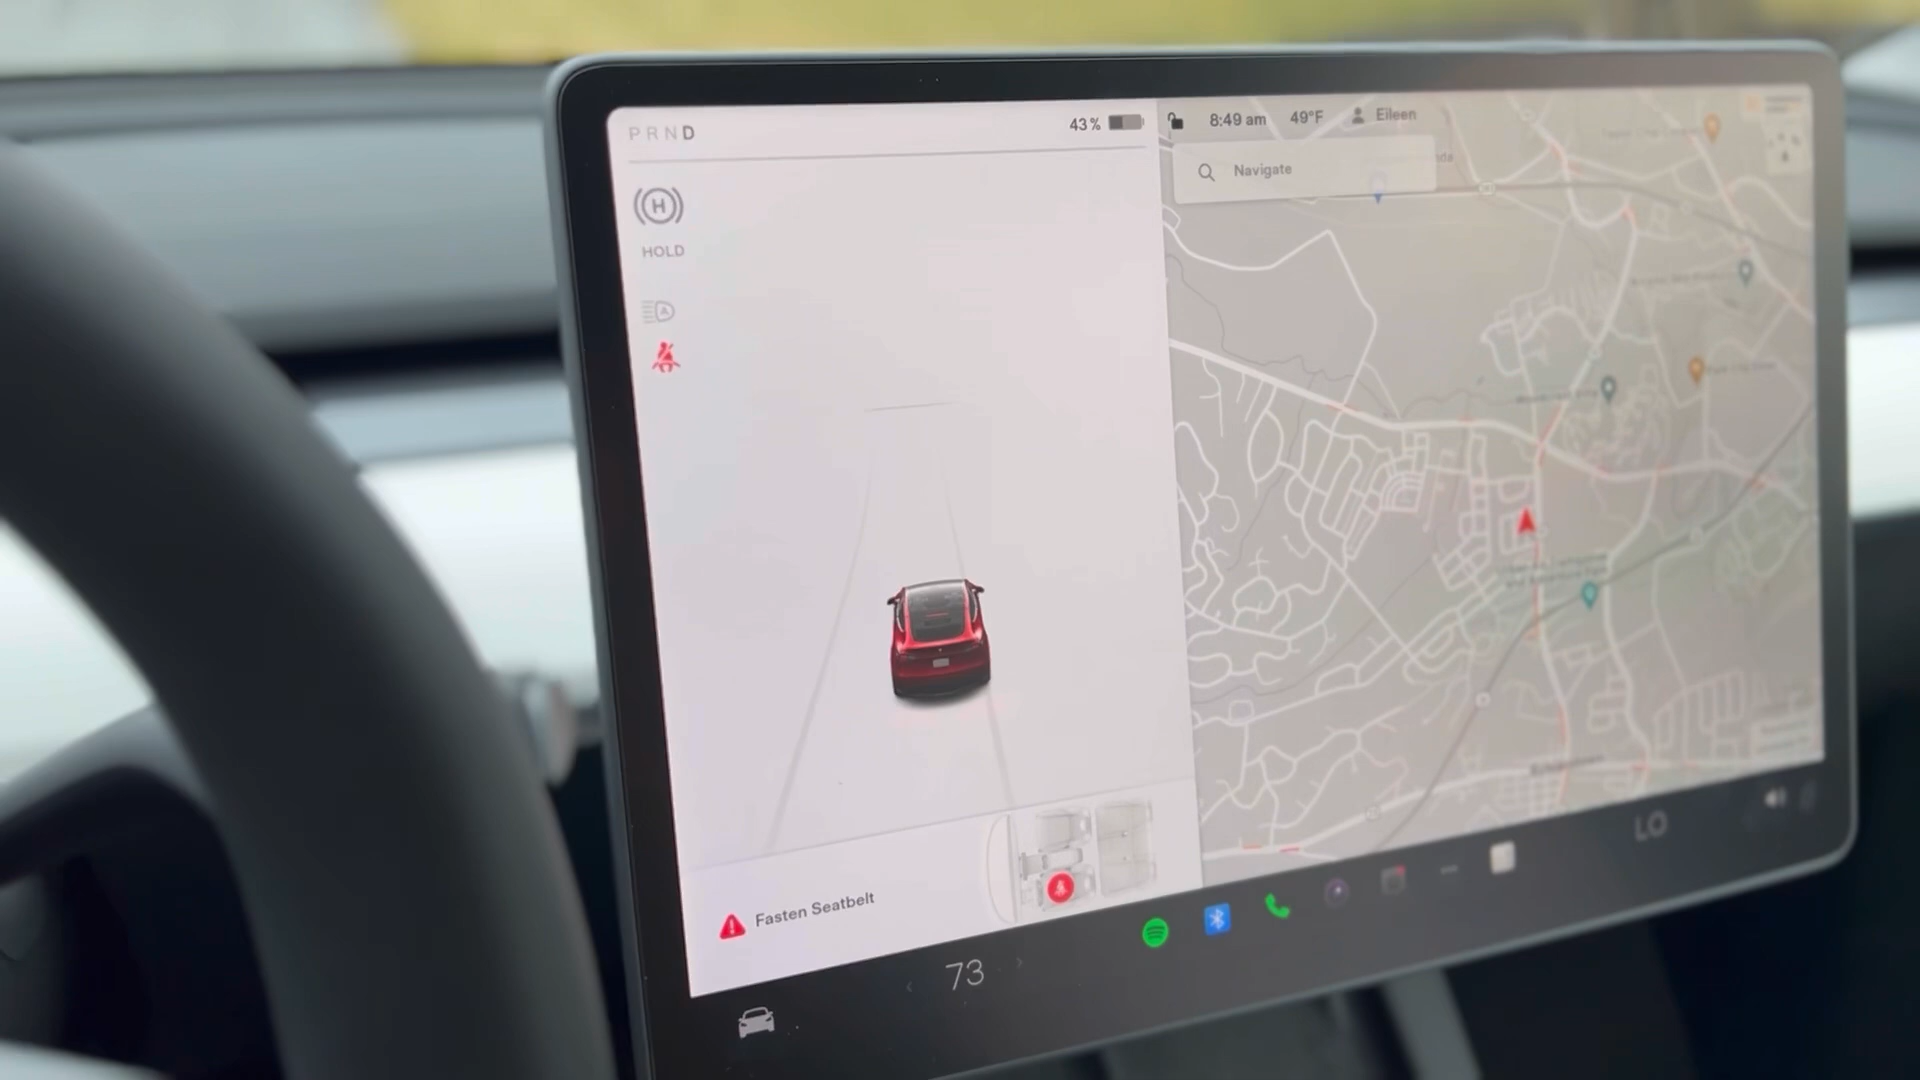 P R N D
43 %
8:49 am
49°F
Eileen
Navigate
H
HOLD
A
Fasten Seatbelt
73
LO